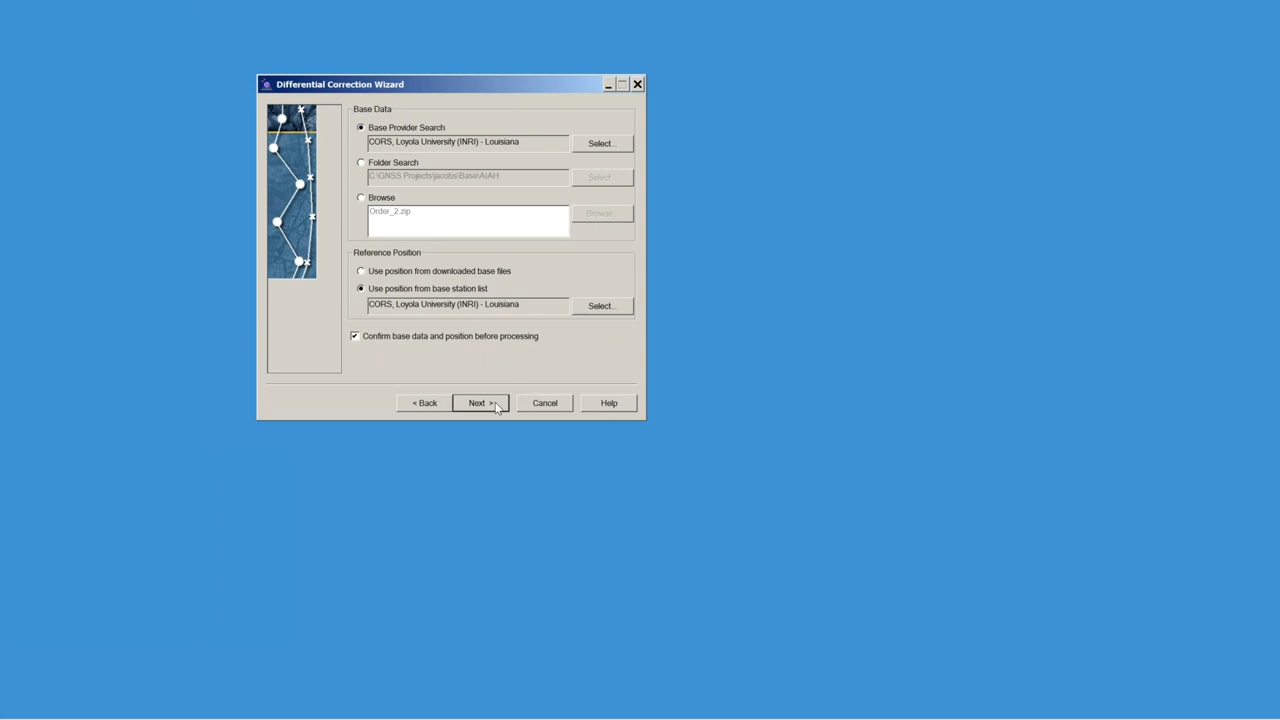 Differential Correction Wizard
Base Data
Base Provider Search
CORS, Loyola University (INRI) - Louisiana
Select...
Folder Search
C:\GNSS Projects\jacobs\Base\AIAH
Select...
Browse
Order_2.zip
Browse...
Reference Position
Use position from downloaded base files
Use position from base station list
CORS, Loyola University (INRI) - Louisiana
Select...
Confirm base data and position before processing
< Back
Next >
Cancel
Help